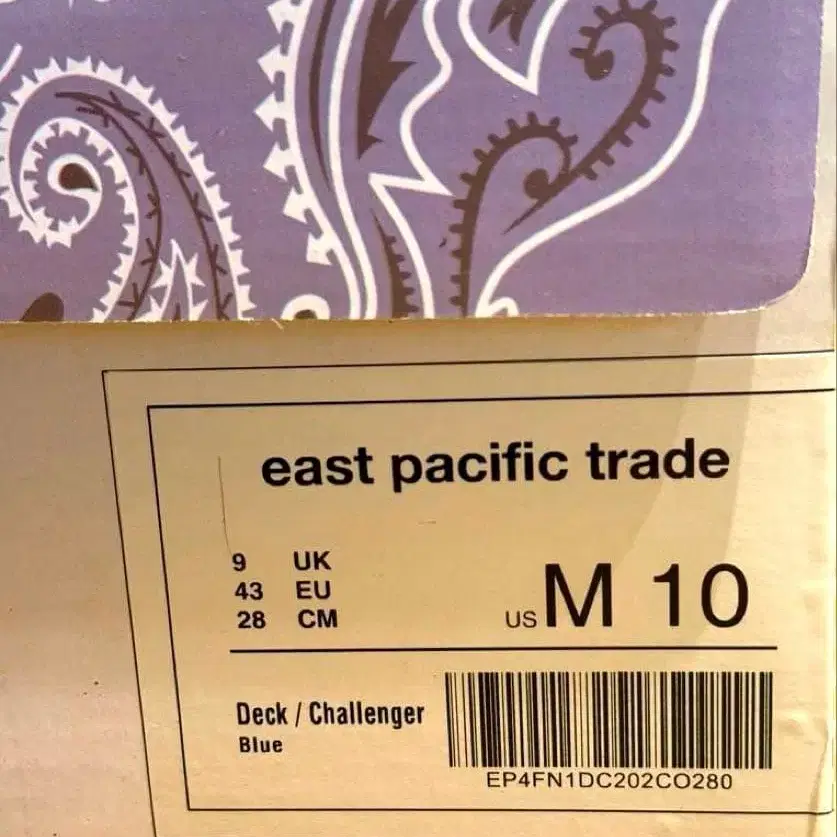 east pacific trade
9 UK
43 EU
28 CM
US M 10
Deck / Challenger
Blue
EP4FN1DC202CO280